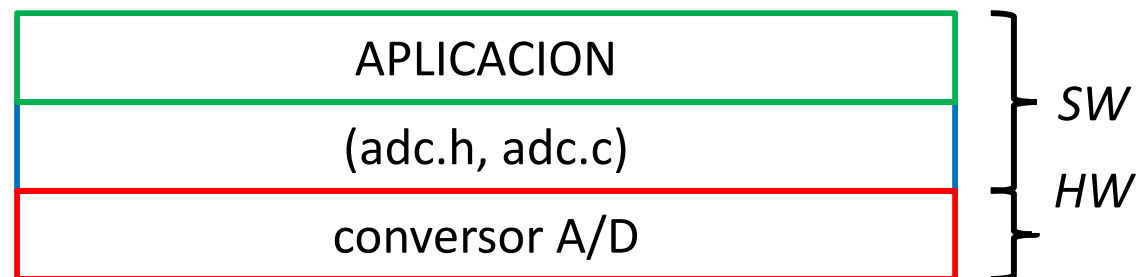 APLICACION
(adc.h, adc.c)
conversor A/D
SW
HW